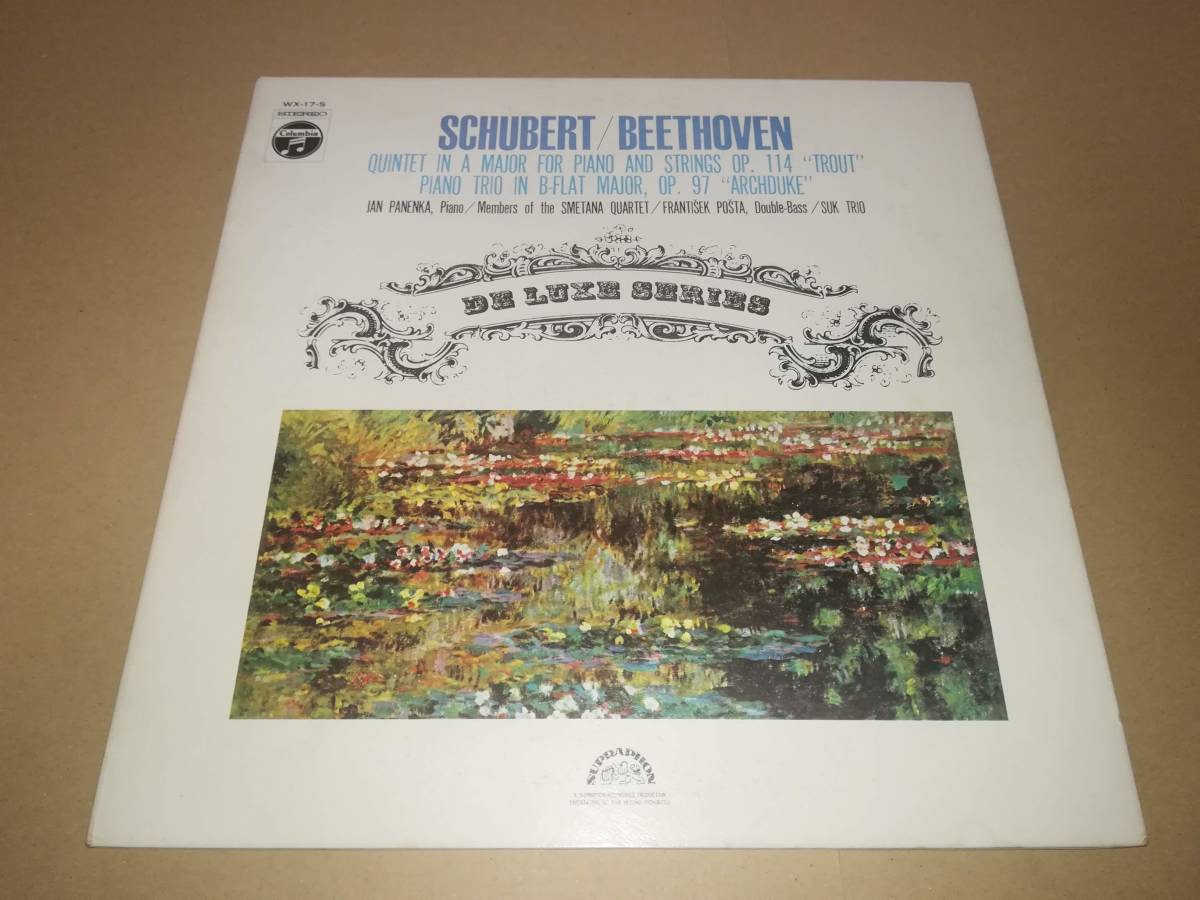 WX-17-S
STEREO
Columbia
SCHUBERT/BEETHOVEN
QUINTET IN A MAJOR FOR PIANO AND STRINGS OP. 114 "TROUT"
PIANO TRIO IN B-FLAT MAJOR, OP. 97 "ARCHDUKE"
JAN PANENKA, Piano/Members of the SMETANA QUARTET/FRANTIŠEK POŠTA, Double-Bass/SUK TRIO
DE LUXE SERIES
SUPRAPHON